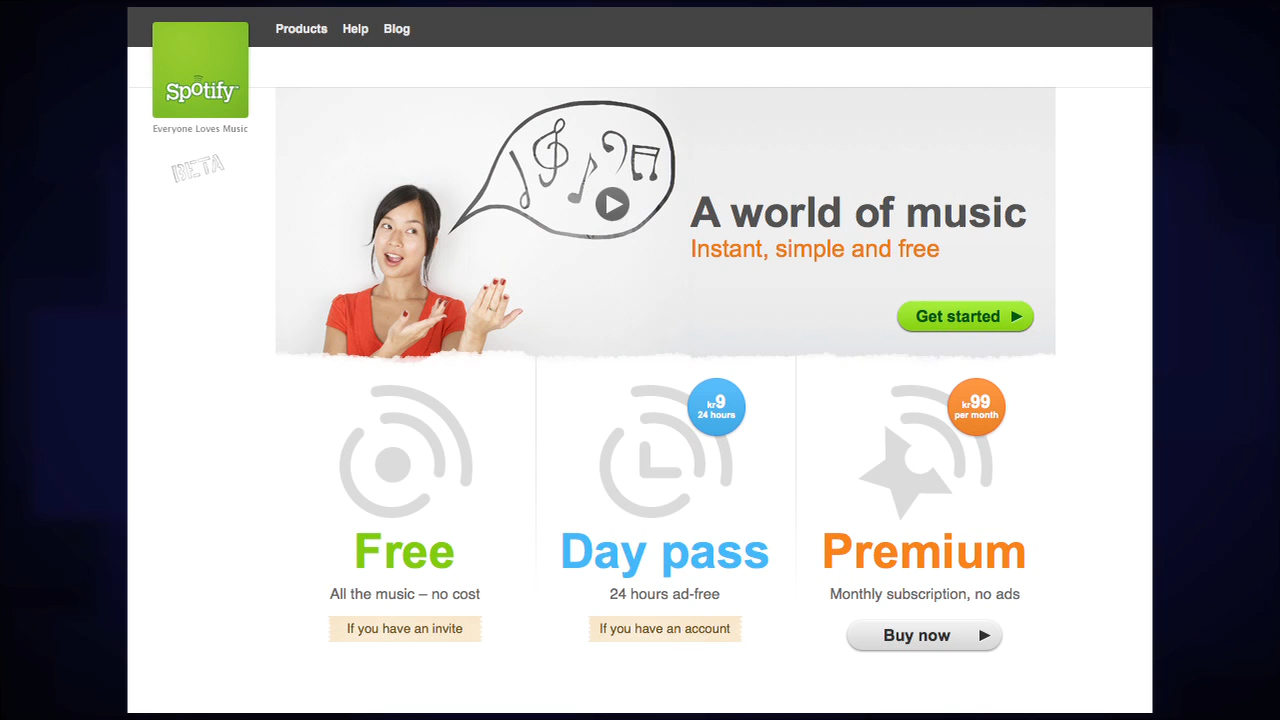 Products Help Blog
Spotify
Everyone Loves Music
BETA
A world of music
Instant, simple and free
Get started
kr9
24 hours
kr99
per month
Free
Day pass
Premium
All the music – no cost
24 hours ad-free
Monthly subscription, no ads
If you have an invite
If you have an account
Buy now